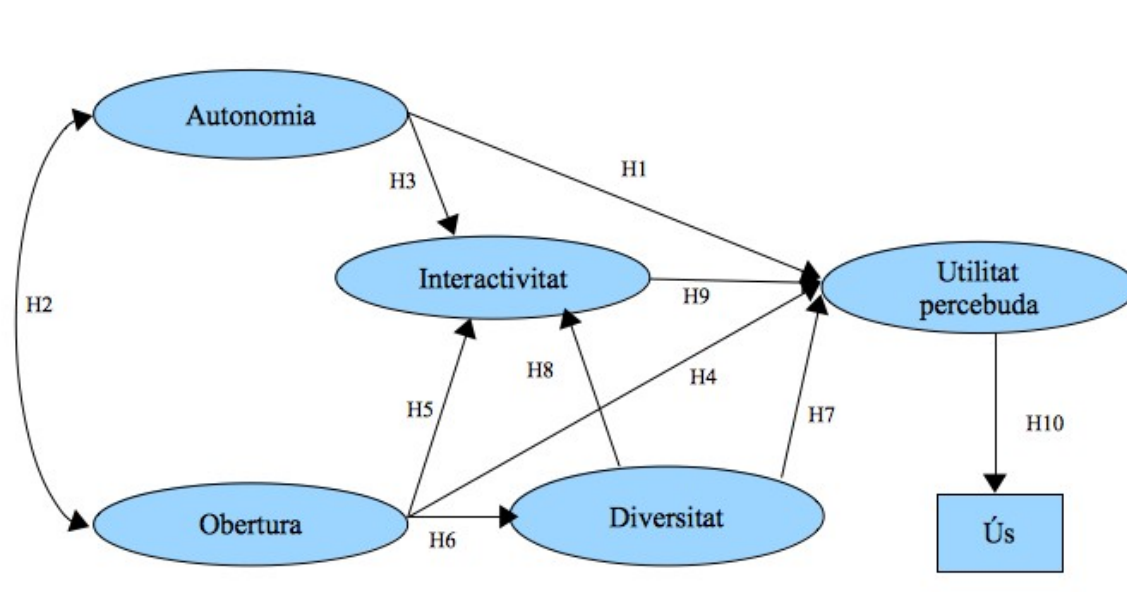 Autonomia
H1
H3
Interactivitat
Utilitat
percebuda
H9
H2
H8
H4
H5
H7
H10
Obertura
Diversitat
H6
Ús